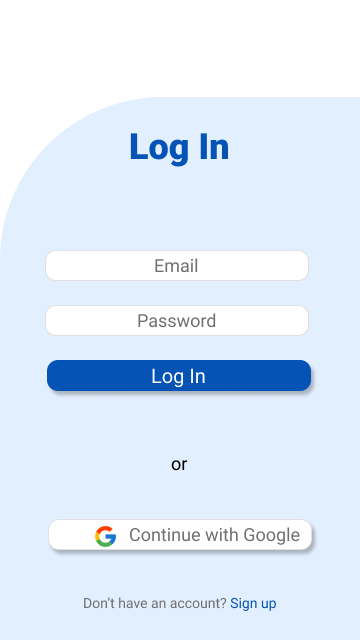 Log In
Email
Password
Log In
or
Continue with Google
Don’t have an account? Sign up